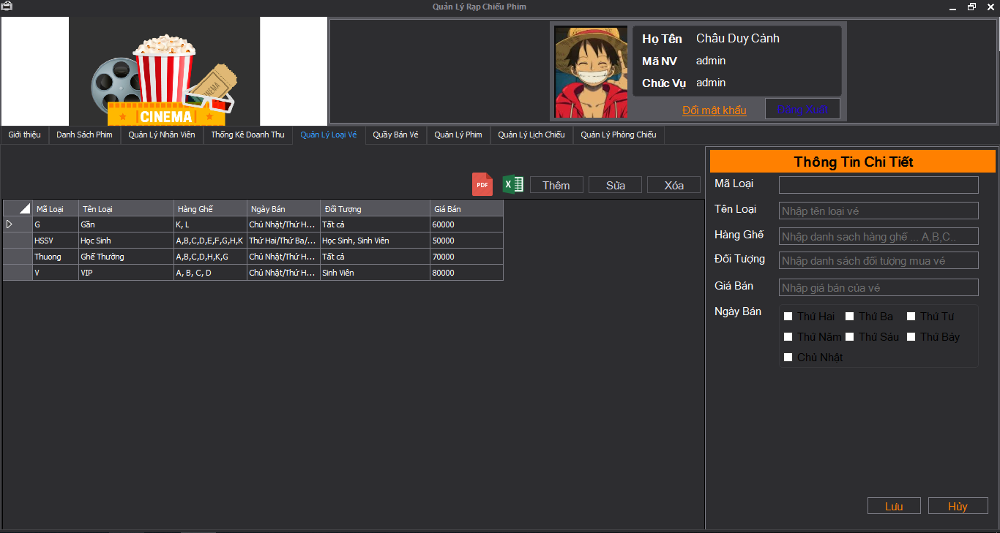 Quản Lý Rạp Chiếu Phim
CINEMA
CINEMA
Họ Tên Châu Duy Cảnh
Mã NV admin
Chức Vụ admin
Đổi mật khẩu Đăng Xuất
Giới thiệu Danh Sách Phim Quản Lý Nhân Viên Thống Kê Doanh Thu Quản Lý Loại Vé Quầy Bán Vé Quản Lý Phim Quản Lý Lịch Chiếu Quản Lý Phòng Chiếu
PDF X Thêm Sửa Xóa
Mã Loại Tên Loại Hàng Ghế Ngày Bán Đối Tượng Giá Bán
G Gần K, L Chủ Nhật/Thứ H... Tất cả 60000
HSSV Học Sinh A,B,C,D,E,F,G,H,K Thứ Hai/Thứ Ba/... Học Sinh, Sinh Viên 50000
Thuong Ghế Thường A,B,C,D,H,K,G Chủ Nhật/Thứ H... Tất cả 70000
V VIP A, B, C, D Chủ Nhật/Thứ H... Sinh Viên 80000
Thông Tin Chi Tiết
Mã Loại
Tên Loại Nhập tên loại vé
Hàng Ghế Nhập danh sach hàng ghế ... A,B,C..
Đối Tượng Nhập danh sách đối tượng mua vé
Giá Bán Nhập giá bán của vé
Ngày Bán Thứ Hai Thứ Ba Thứ Tư
Thứ Năm Thứ Sáu Thứ Bảy
Chủ Nhật
Lưu Hủy